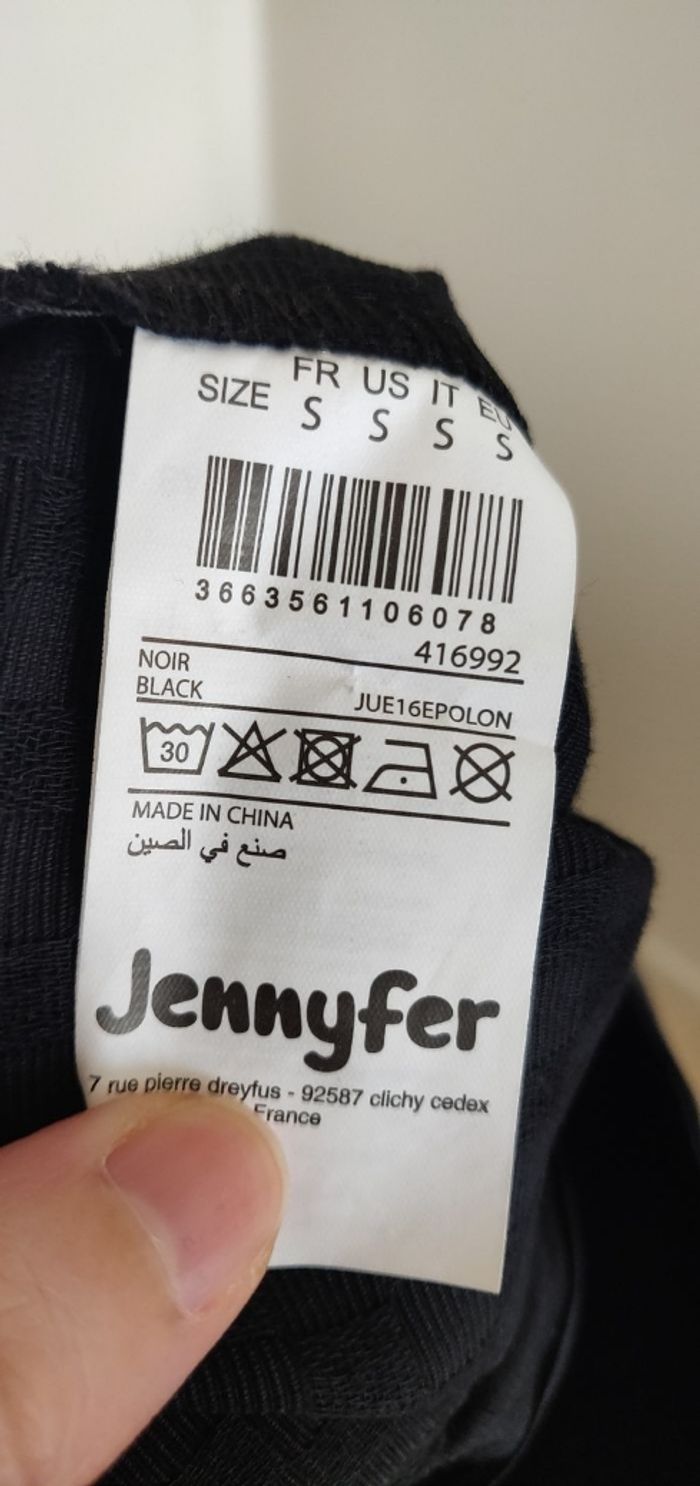 SIZE FR US IT EU
S S S S
3663561106078
416992
NOIR
BLACK JUE16EPOLON
30
MADE IN CHINA
صنع في الصين
Jennyfer
7 rue pierre dreyfus - 92587 clichy cedex
France